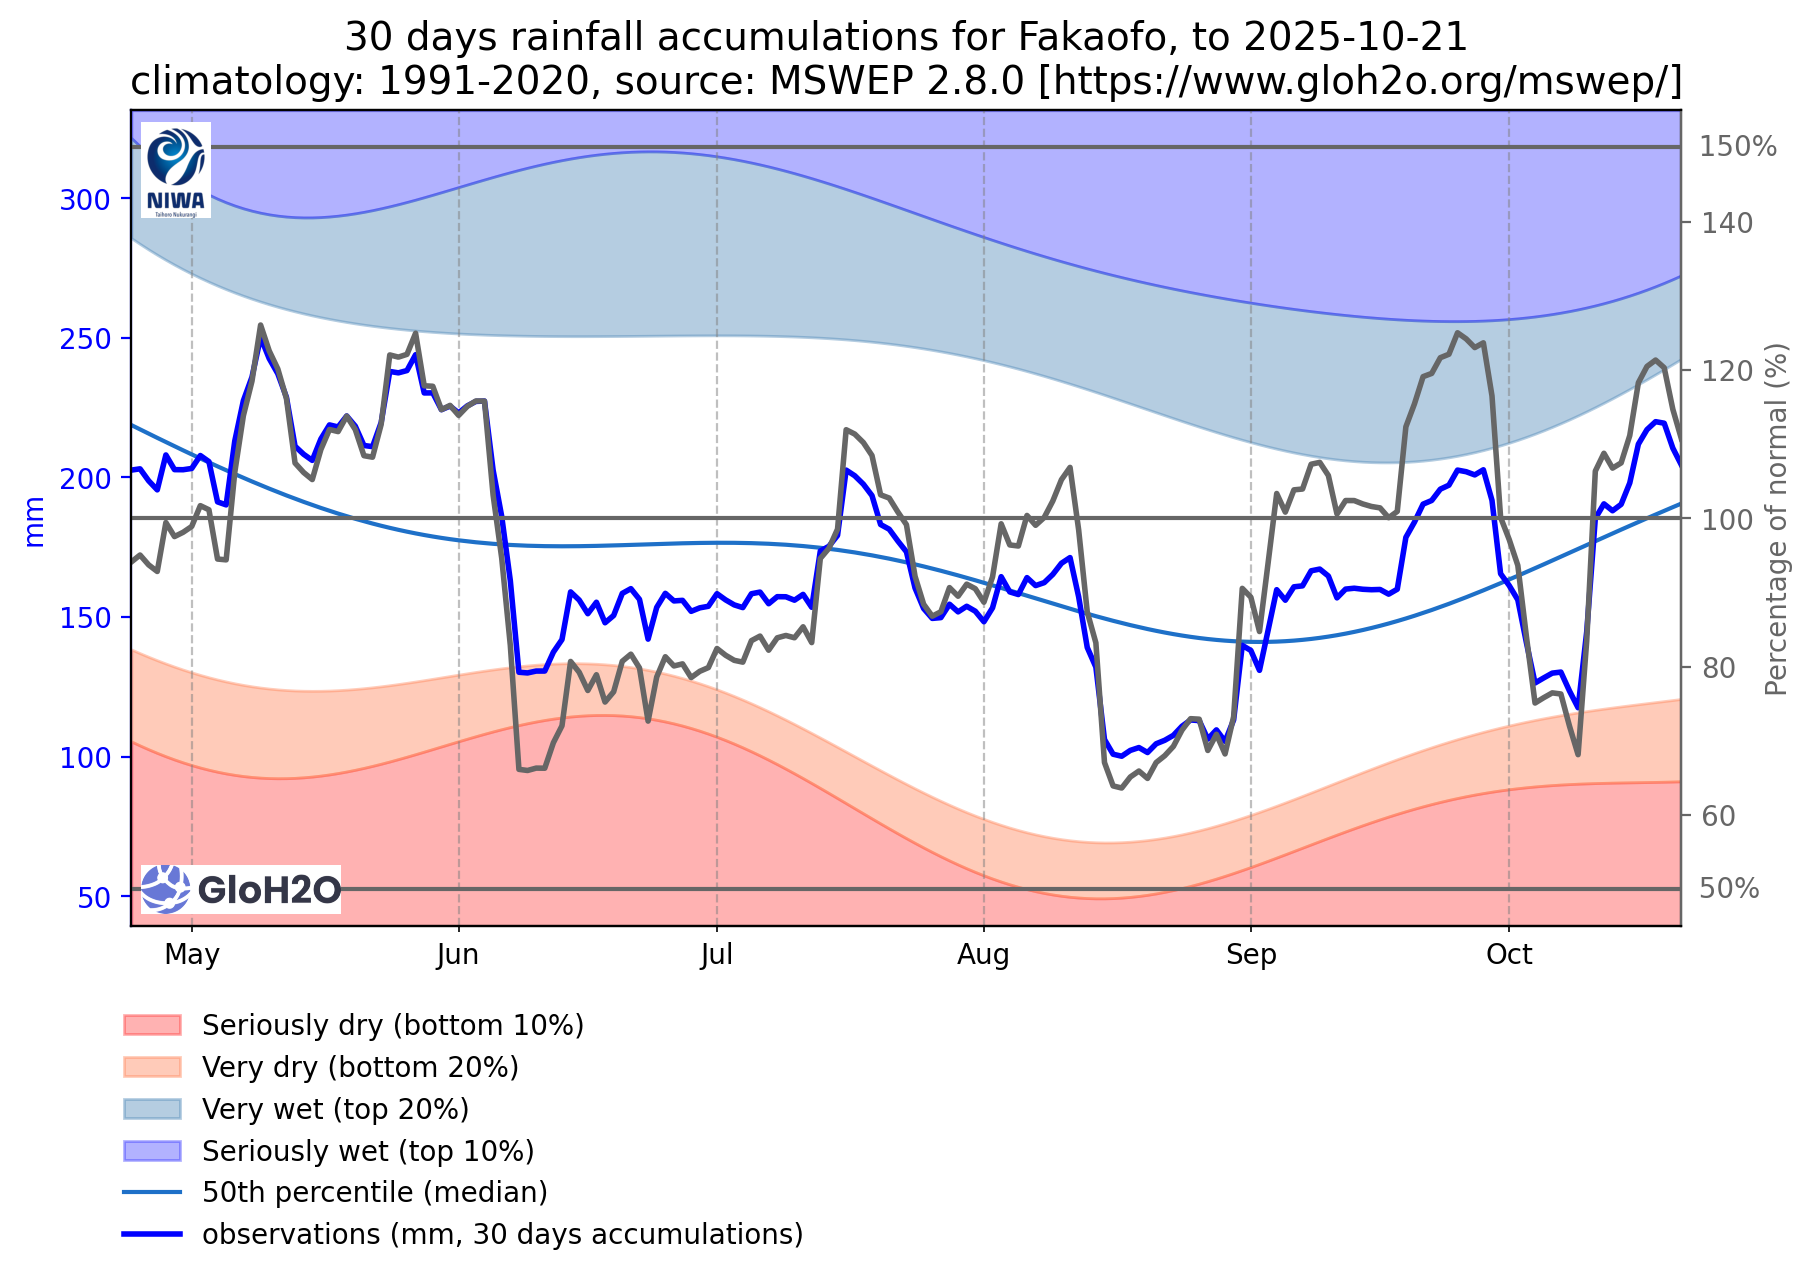 30 days rainfall accumulations for Fakaofo, to 2025-10-21
climatology: 1991-2020, source: MSWEP 2.8.0 [https://www.gloh2o.org/mswep/]
NIWA
Taihoro Nukurangi
300
250
200
150
100
50
mm
150%
140
120
100
80
60
50%
Percentage of normal (%)
GloH2O
May
Jun
Jul
Aug
Sep
Oct
Seriously dry (bottom 10%)
Very dry (bottom 20%)
Very wet (top 20%)
Seriously wet (top 10%)
50th percentile (median)
observations (mm, 30 days accumulations)